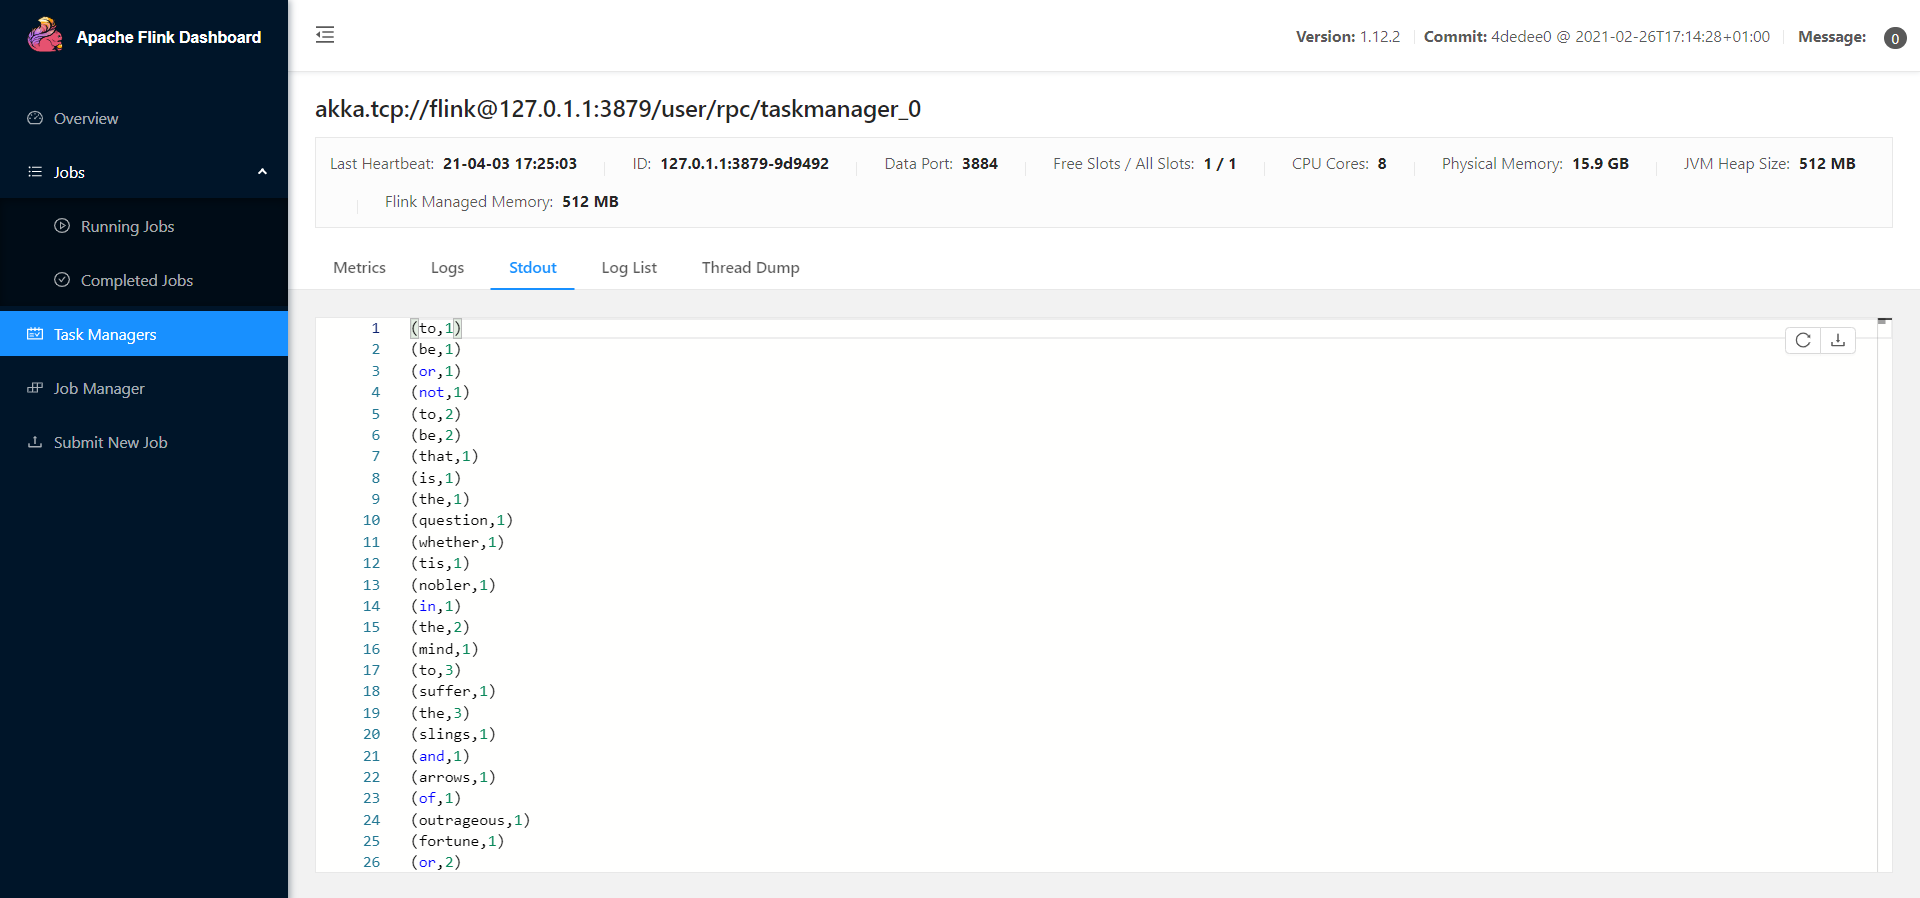 Apache Flink Dashboard
Version: 1.12.2 Commit: 4dedee0 @ 2021-02-26T17:14:28+01:00 Message: 0
Overview
Jobs
Running Jobs
Completed Jobs
Task Managers
Job Manager
Submit New Job
akka.tcp://flink@127.0.1.1:3879/user/rpc/taskmanager_0
Last Heartbeat: 21-04-03 17:25:03 ID: 127.0.1.1:3879-9d9492 Data Port: 3884 Free Slots / All Slots: 1 / 1 CPU Cores: 8 Physical Memory: 15.9 GB JVM Heap Size: 512 MB
Flink Managed Memory: 512 MB
Metrics Logs Stdout Log List Thread Dump
1 (to,1)
2 (be,1)
3 (or,1)
4 (not,1)
5 (to,2)
6 (be,2)
7 (that,1)
8 (is,1)
9 (the,1)
10 (question,1)
11 (whether,1)
12 (tis,1)
13 (nobler,1)
14 (in,1)
15 (the,2)
16 (mind,1)
17 (to,3)
18 (suffer,1)
19 (the,3)
20 (slings,1)
21 (and,1)
22 (arrows,1)
23 (of,1)
24 (outrageous,1)
25 (fortune,1)
26 (or,2)